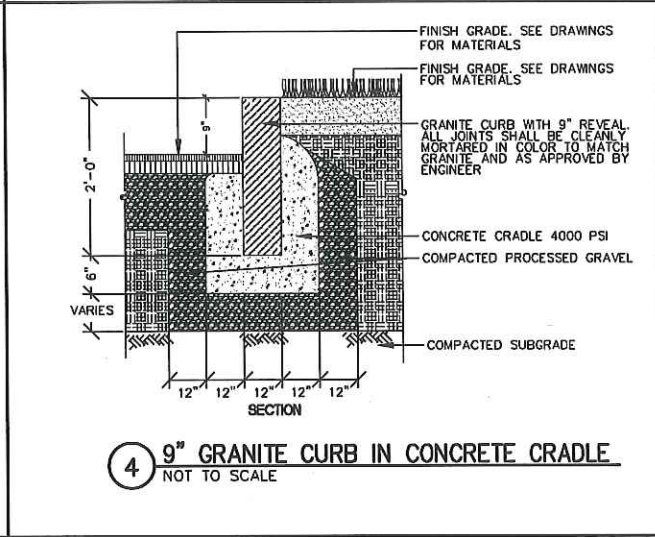 FINISH GRADE. SEE DRAWINGS
FOR MATERIALS
FINISH GRADE. SEE DRAWINGS
FOR MATERIALS
9"
GRANITE CURB WITH 9" REVEAL.
ALL JOINTS SHALL BE CLEANLY
MORTARED IN COLOR TO MATCH
GRANITE AND AS APPROVED BY
ENGINEER
2'-0"
CONCRETE CRADLE 4000 PSI
COMPACTED PROCESSED GRAVEL
6"
VARIES
COMPACTED SUBGRADE
12" 12" 12" 12" 12"
SECTION
4 9" GRANITE CURB IN CONCRETE CRADLE
NOT TO SCALE